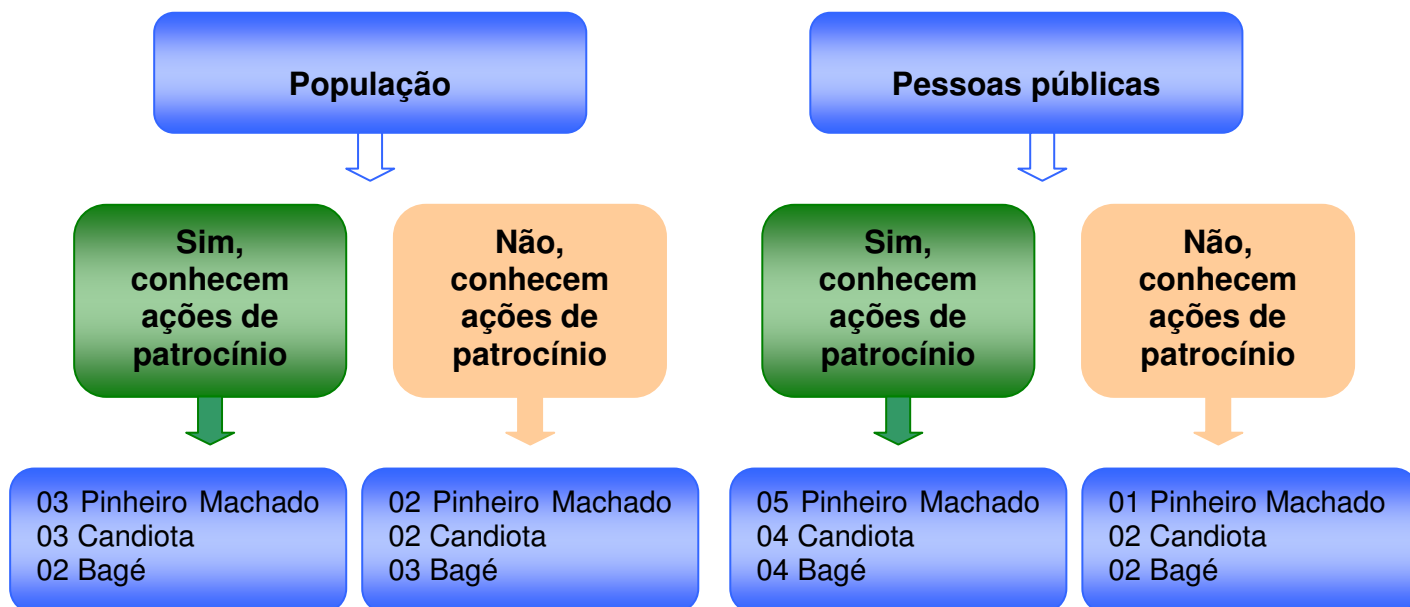 População
Pessoas públicas
Sim,
conhecem
ações de
patrocínio
Não,
conhecem
ações de
patrocínio
Sim,
conhecem
ações de
patrocínio
Não,
conhecem
ações de
patrocínio
03 Pinheiro Machado
03 Candiota
02 Bagé
02 Pinheiro Machado
02 Candiota
03 Bagé
05 Pinheiro Machado
04 Candiota
04 Bagé
01 Pinheiro Machado
02 Candiota
02 Bagé